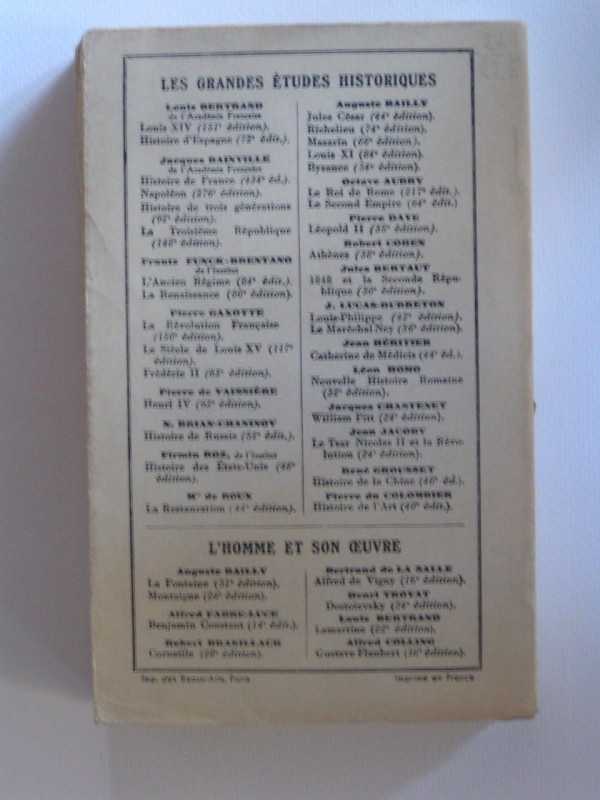 LES GRANDES ÉTUDES HISTORIQUES
Louis BERTRAND
de l'Académie Française
Louis XIV (151e édition).
Histoire d'Espagne (72e édit.).
Jacques BAINVILLE
de l'Académie Française
Histoire de France (434e éd.).
Napoléon (276e édition).
Histoire de trois générations
(92e édition).
La Troisième République
(148e édition).
Frantz FUNCK-BRENTANO
de l'Institut
L'Ancien Régime (84e édit.).
La Renaissance (60e édition).
Pierre GAXOTTE
La Révolution Française
(156e édition).
Le Siècle de Louis XV (117e
édition).
Frédéric II (93e édition).
Pierre de VAISSIÈRE
Henri IV (62e édition).
N. BRIAN-CHANINOV
Histoire de Russie (52e édit.).
Firmin ROZ, de l'Institut
Histoire des États-Unis (48e
édition).
Mis de ROUX
La Restauration (44e édition).
Auguste BAILLY
Jules César (44e édition).
Richelieu (74e édition).
Mazarin (66e édition).
Louis XI (84e édition).
Byzance (54e édition).
Octave AUBRY
Le Roi de Rome (217e édit.).
Le Second Empire (64e édit.)
Pierre DAYE
Léopold II (35e édition).
Robert COHEN
Athènes (38e édition).
Jules BERTAUT
1848 et la Seconde Répu-
blique (30e édition).
J. LUCAS-DUBRETON
Louis-Philippe (45e édition).
Le Maréchal Ney (36e édition).
Jean HÉRITIER
Catherine de Médicis (44e éd.).
Léon HOMO
Nouvelle Histoire Romaine
(52e édition).
Jacques CHASTENET
William Pitt (24e édition).
Jean JACOBY
Le Tsar Nicolas II et la Révo-
lution (24e édition).
René GROUSSET
Histoire de la Chine (40e éd.).
Pierre du COLOMBIER
Histoire de l'Art (40e édit.).
L'HOMME ET SON ŒUVRE
Auguste BAILLY
La Fontaine (31e édition).
Montaigne (26e édition).
Alfred FABRE-LUCE
Benjamin Constant (14e édit.).
Robert BRASILLACH
Corneille (28e édition).
Bertrand de LA SALLE
Alfred de Vigny (16e édition).
Henri TROYAT
Dostoïevsky (34e édition).
Louis BERTRAND
Lamartine (22e édition).
Alfred COLLING
Gustave Flaubert (16e édition).
Imp. des Beaux-Arts, Paris
Imprimé en France